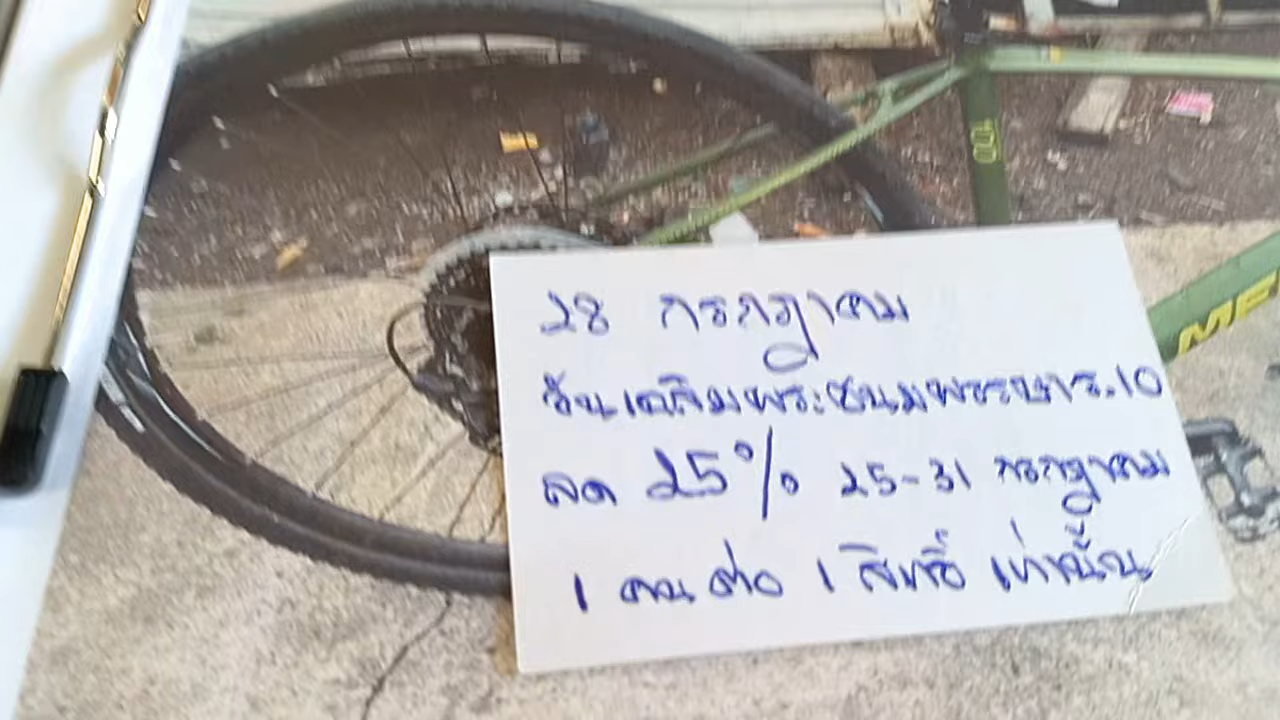 100
ME
28 กรกฎาคม
วันเฉลิมพระชนมพรรษา ร.10
ลด 25% 25-31 กรกฎาคม
1 คน ต่อ 1 สิทธิ์ เท่านั้น